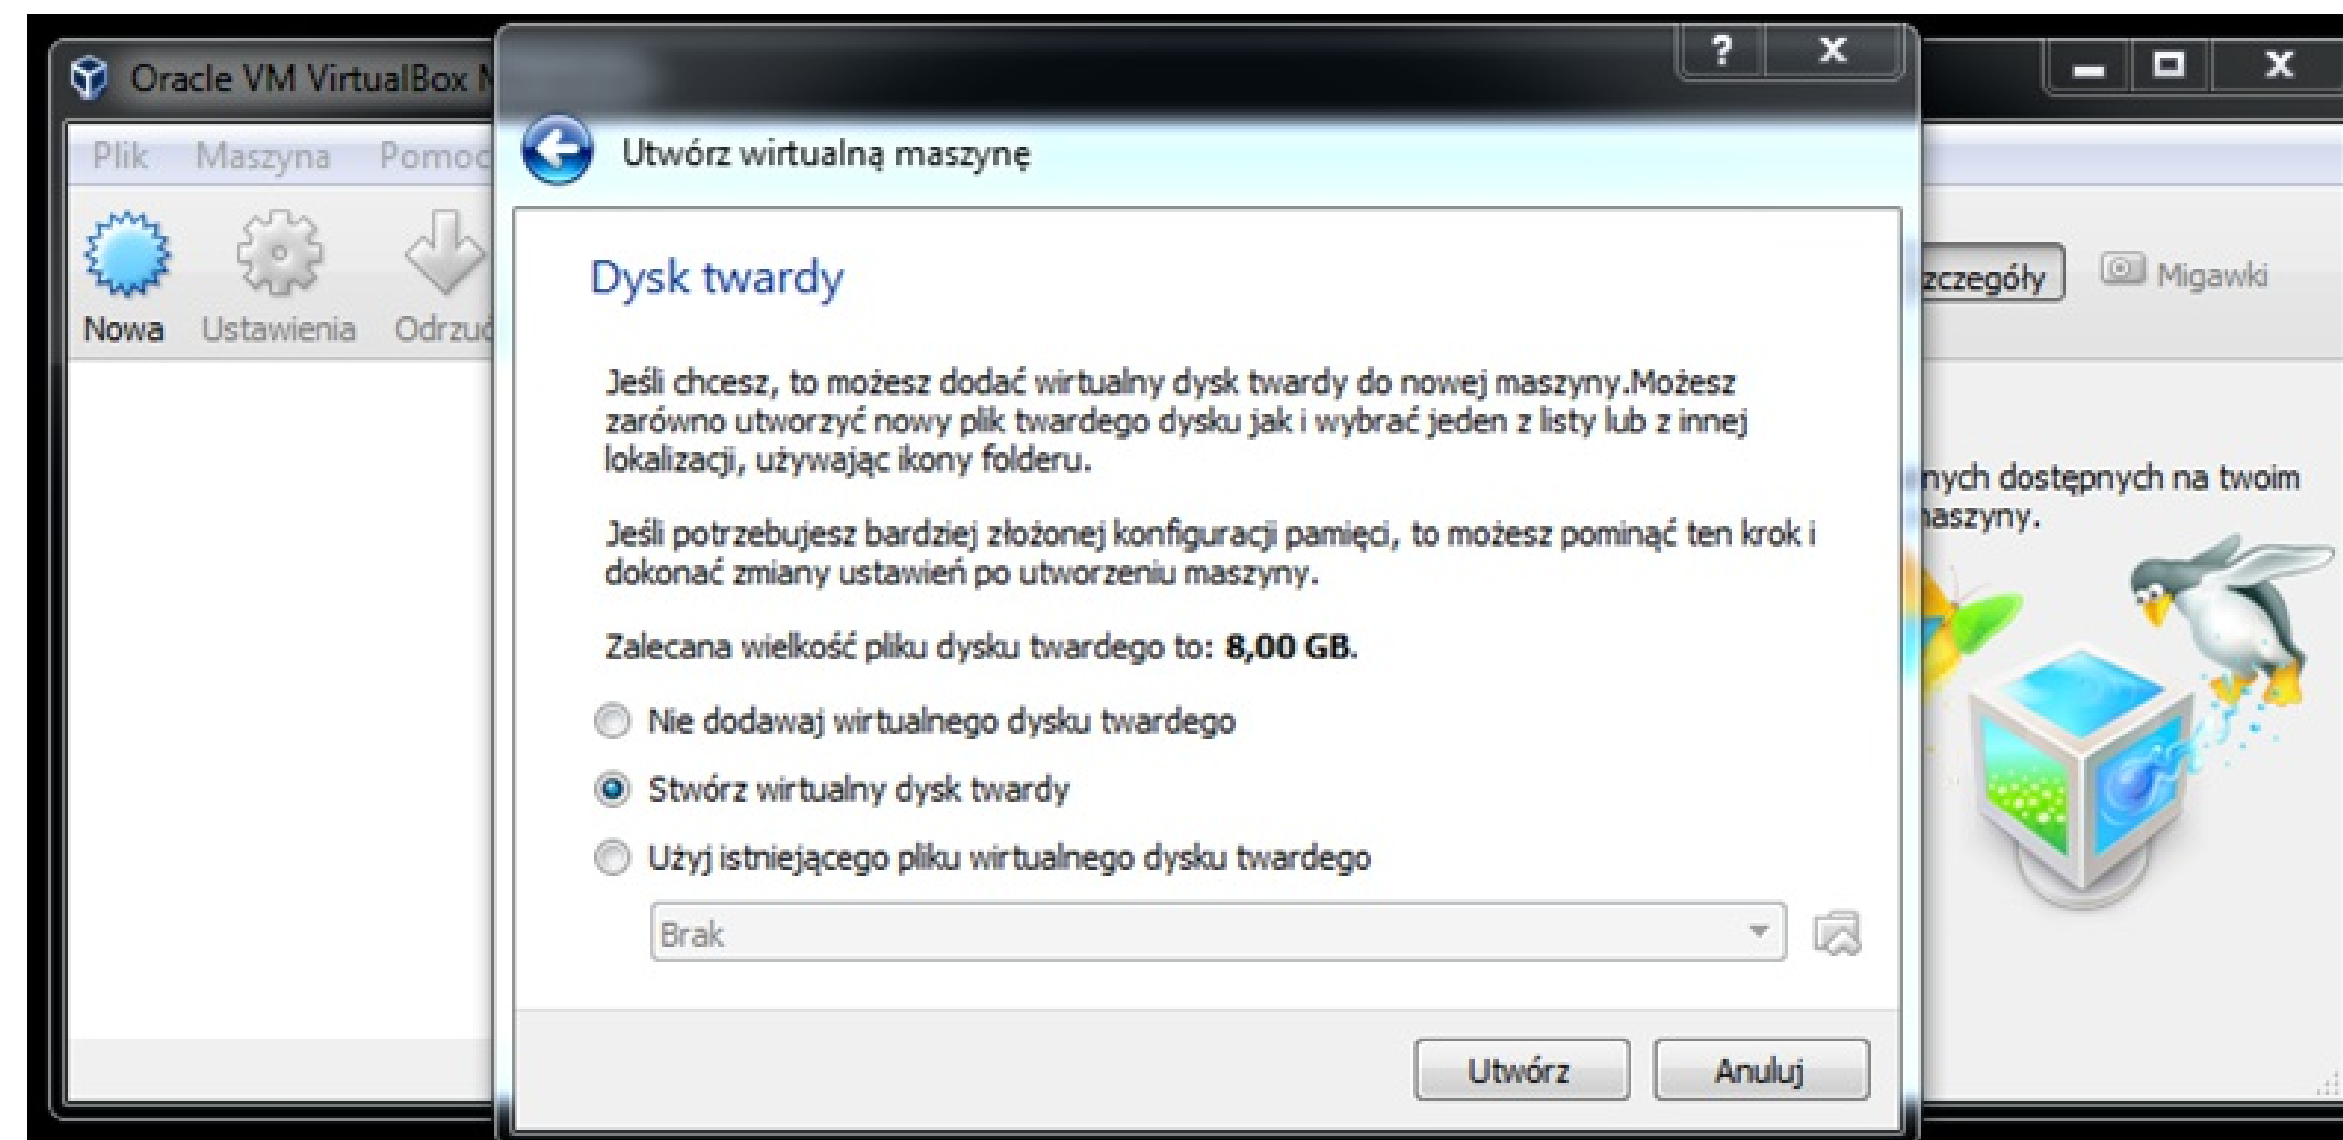 Oracle VM VirtualBox
Plik Maszyna Pomoc
Nowa Ustawienia Odrzuć
? X
Utwórz wirtualną maszynę
Dysk twardy
Jeśli chcesz, to możesz dodać wirtualny dysk twardy do nowej maszyny.Możesz
zarówno utworzyć nowy plik twardego dysku jak i wybrać jeden z listy lub z innej
lokalizacji, używając ikony folderu.
Jeśli potrzebujesz bardziej złożonej konfiguracji pamięci, to możesz pominąć ten krok i
dokonać zmiany ustawień po utworzeniu maszyny.
Zalecana wielkość pliku dysku twardego to: 8,00 GB.
Nie dodawaj wirtualnego dysku twardego
Stwórz wirtualny dysk twardy
Użyj istniejącego pliku wirtualnego dysku twardego
Brak
Utwórz Anuluj
zczegóły Migawki
nych dostępnych na twoim
naszyny.